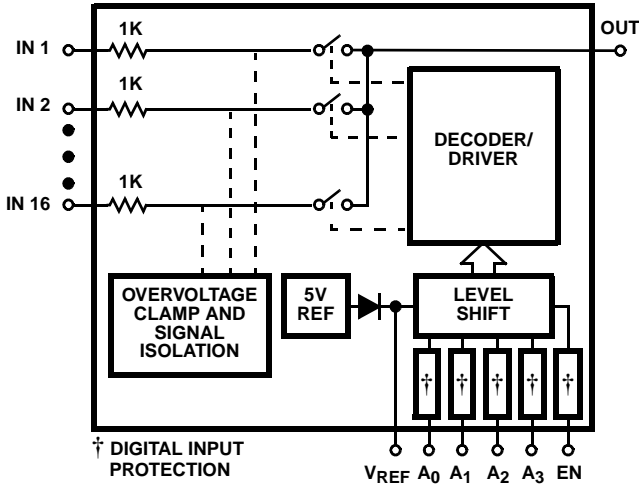 1K
OUT
IN 1
1K
IN 2
DECODER/
DRIVER
1K
IN 16
OVERVOLTAGE
CLAMP AND
SIGNAL
ISOLATION
5V
REF
LEVEL
SHIFT
† † † † †
† DIGITAL INPUT
PROTECTION
VREF A0 A1 A2 A3 EN